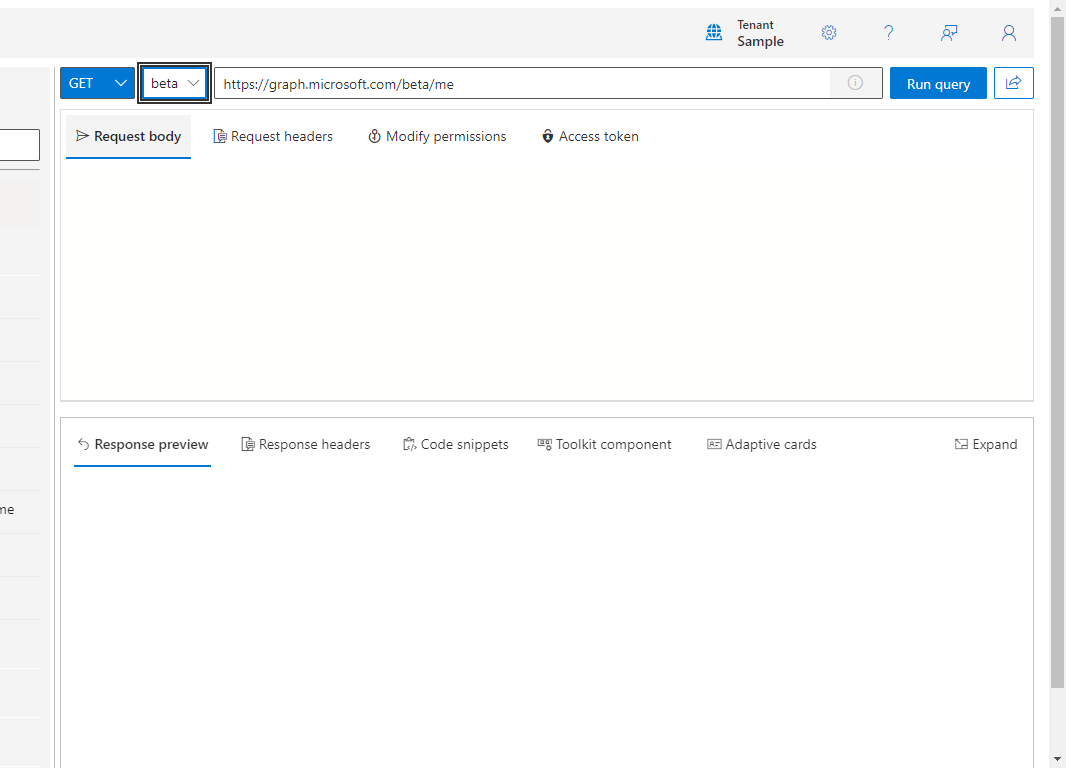 Tenant
Sample
GET
beta
https://graph.microsoft.com/beta/me
Run query
Request body
Request headers
Modify permissions
Access token
Response preview
Response headers
Code snippets
Toolkit component
Adaptive cards
Expand
me